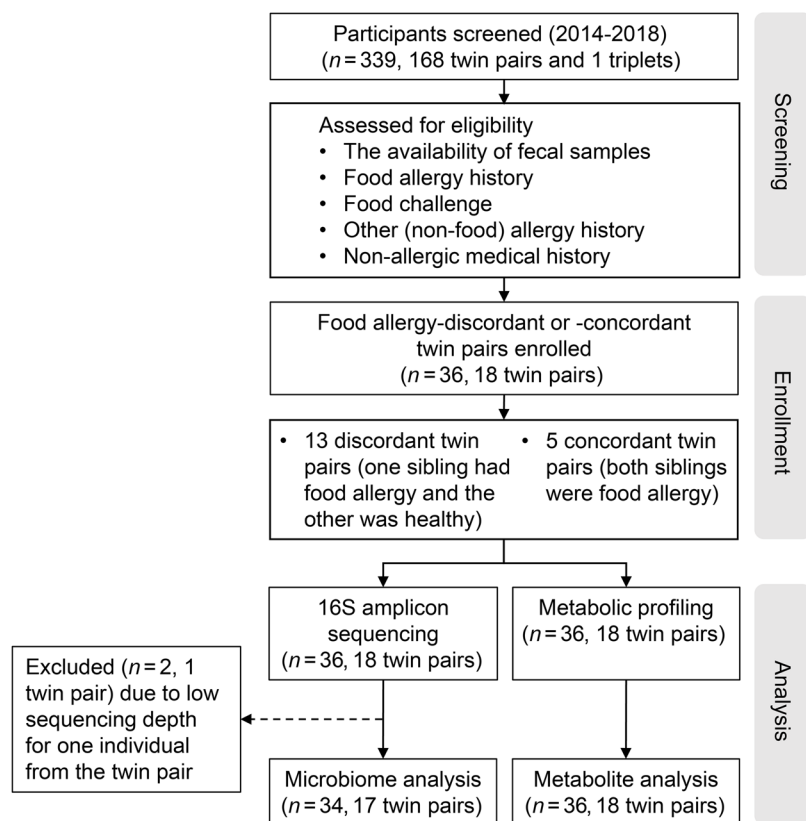 Participants screened (2014-2018)
(n = 339, 168 twin pairs and 1 triplets)
Screening
Assessed for eligibility
• The availability of fecal samples
• Food allergy history
• Food challenge
• Other (non-food) allergy history
• Non-allergic medical history
Food allergy-discordant or -concordant
twin pairs enrolled
(n = 36, 18 twin pairs)
Enrollment
• 13 discordant twin
pairs (one sibling had
food allergy and the
other was healthy)
• 5 concordant twin
pairs (both siblings
were food allergy)
16S amplicon
sequencing
(n = 36, 18 twin pairs)
Metabolic profiling
(n = 36, 18 twin pairs)
Analysis
Excluded (n = 2, 1
twin pair) due to low
sequencing depth
for one individual
from the twin pair
Microbiome analysis
(n = 34, 17 twin pairs)
Metabolite analysis
(n = 36, 18 twin pairs)